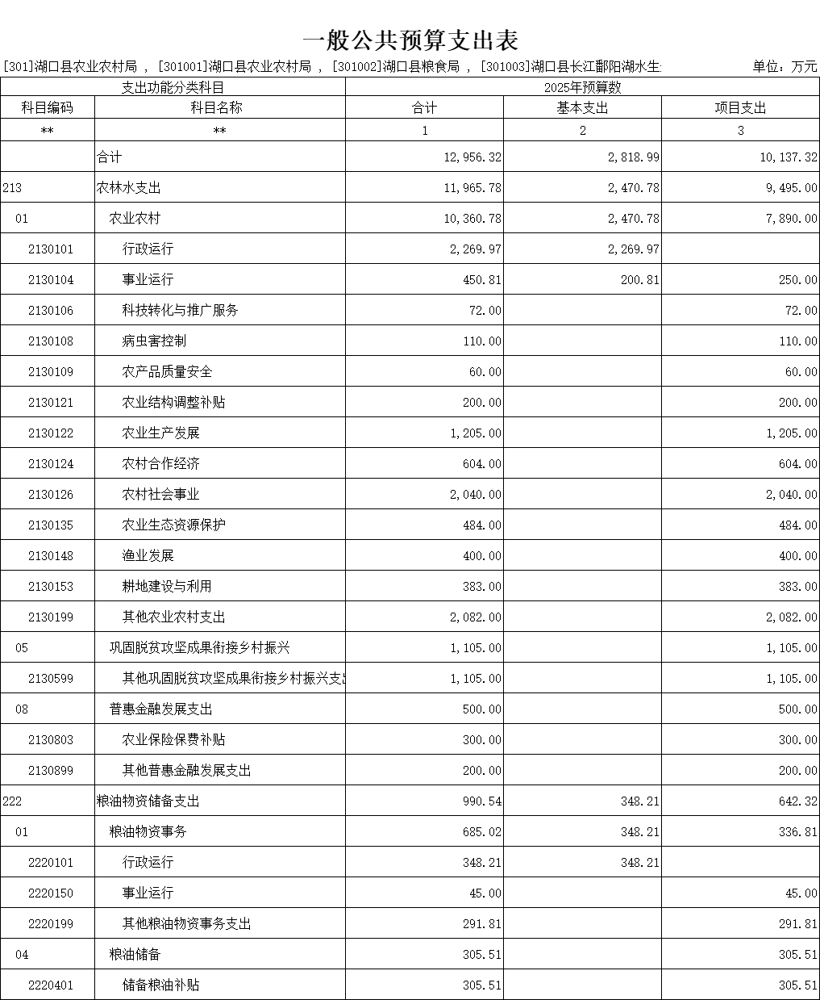 一般公共预算支出表
[301]湖口县农业农村局 , [301001]湖口县农业农村局 , [301002]湖口县粮食局 , [301003]湖口县长江鄱阳湖水生 单位：万元
支出功能分类科目 2025年预算数
科目编码 科目名称 合计 基本支出 项目支出
** ** 1 2 3
合计 12,956.32 2,818.99 10,137.32
213 农林水支出 11,965.78 2,470.78 9,495.00
01 农业农村 10,360.78 2,470.78 7,890.00
2130101 行政运行 2,269.97 2,269.97
2130104 事业运行 450.81 200.81 250.00
2130106 科技转化与推广服务 72.00 72.00
2130108 病虫害控制 110.00 110.00
2130109 农产品质量安全 60.00 60.00
2130121 农业结构调整补贴 200.00 200.00
2130122 农业生产发展 1,205.00 1,205.00
2130124 农村合作经济 604.00 604.00
2130126 农村社会事业 2,040.00 2,040.00
2130135 农业生态资源保护 484.00 484.00
2130148 渔业发展 400.00 400.00
2130153 耕地建设与利用 383.00 383.00
2130199 其他农业农村支出 2,082.00 2,082.00
05 巩固脱贫攻坚成果衔接乡村振兴 1,105.00 1,105.00
2130599 其他巩固脱贫攻坚成果衔接乡村振兴支出 1,105.00 1,105.00
08 普惠金融发展支出 500.00 500.00
2130803 农业保险保费补贴 300.00 300.00
2130899 其他普惠金融发展支出 200.00 200.00
222 粮油物资储备支出 990.54 348.21 642.32
01 粮油物资事务 685.02 348.21 336.81
2220101 行政运行 348.21 348.21
2220150 事业运行 45.00 45.00
2220199 其他粮油物资事务支出 291.81 291.81
04 粮油储备 305.51 305.51
2220401 储备粮油补贴 305.51 305.51